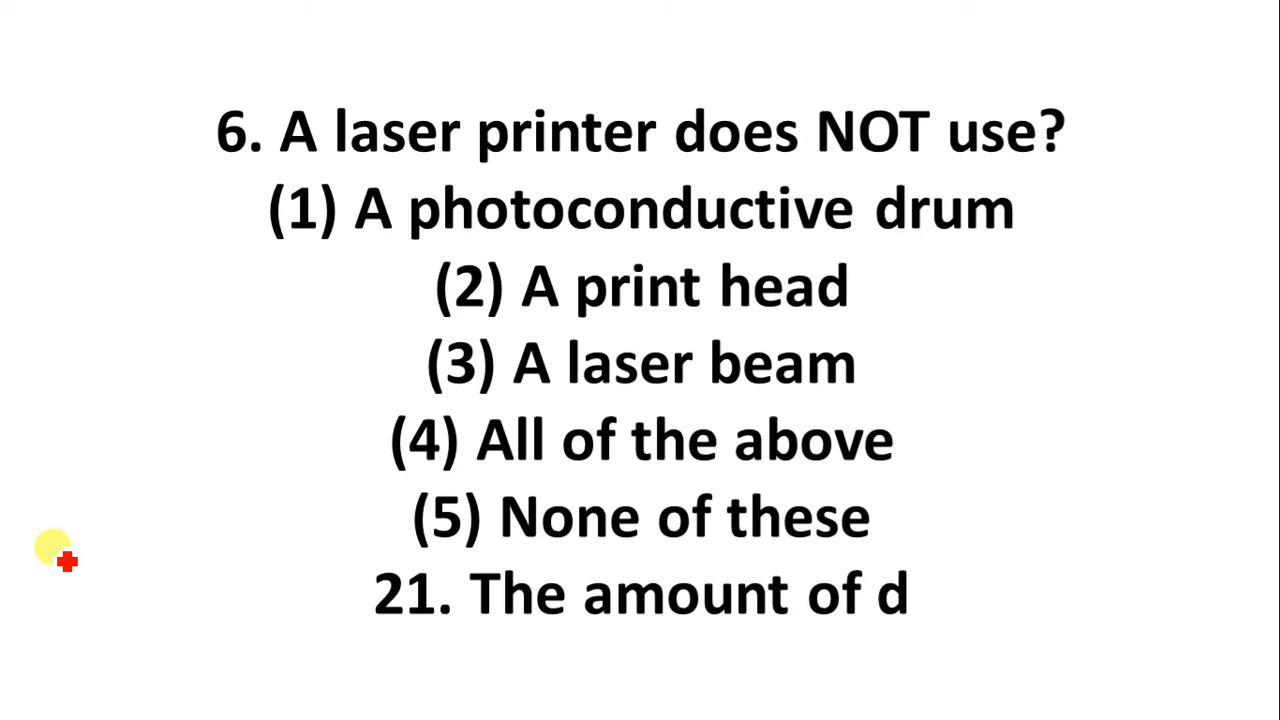 6. A laser printer does NOT use?
(1) A photoconductive drum
(2) A print head
(3) A laser beam
(4) All of the above
(5) None of these
21. The amount of d